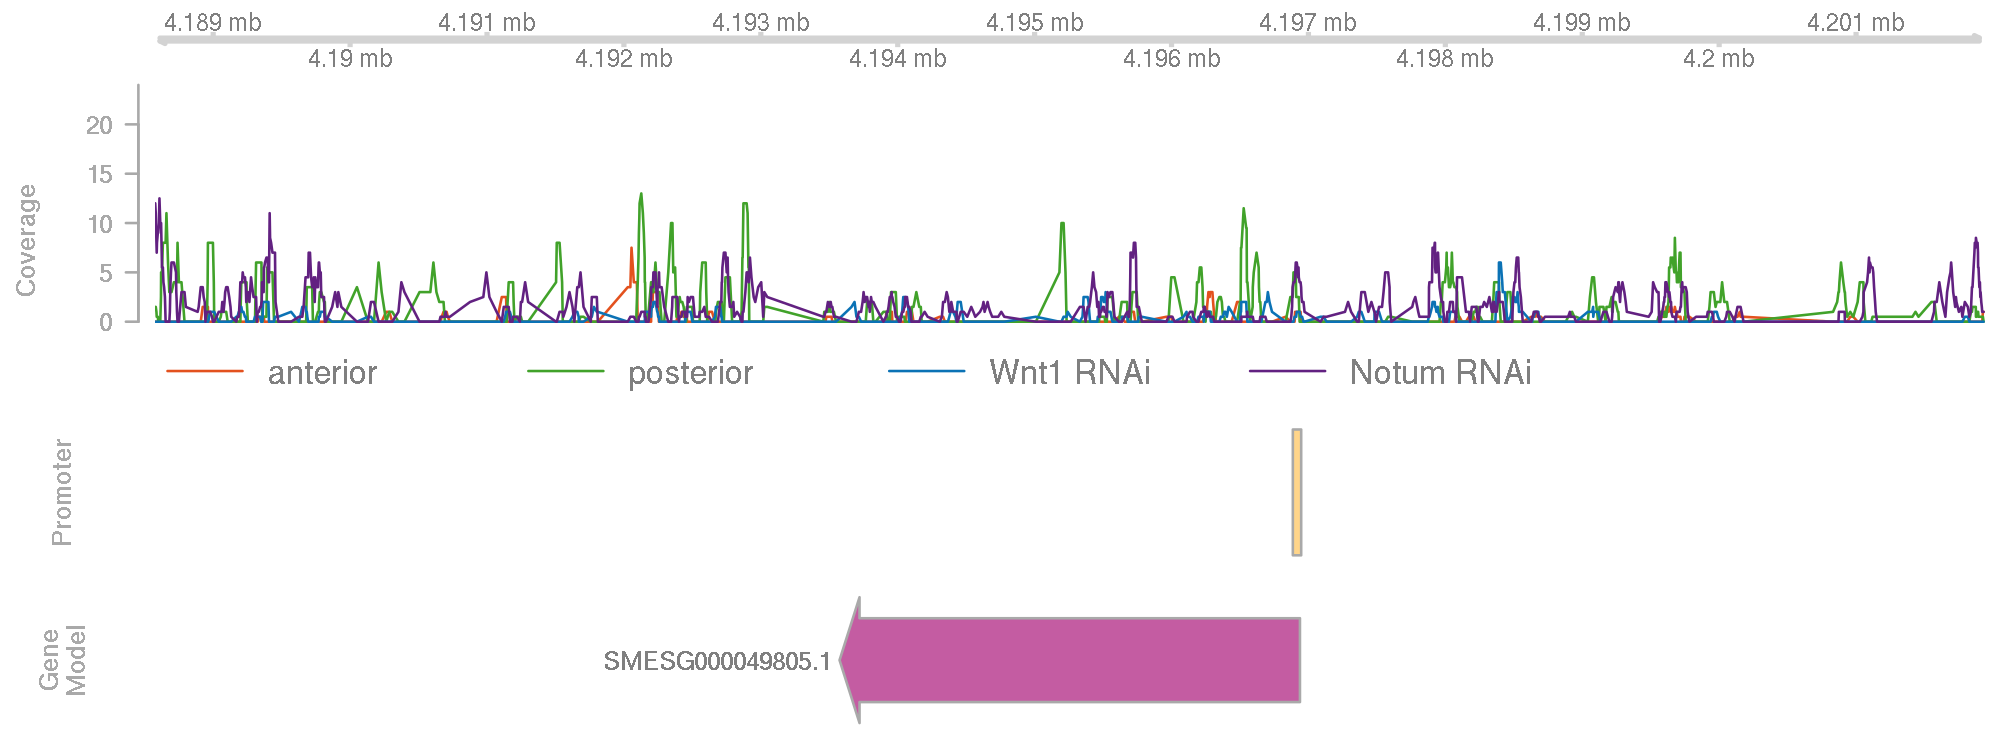 4.189 mb 4.191 mb 4.193 mb 4.195 mb 4.197 mb 4.199 mb 4.201 mb
4.19 mb 4.192 mb 4.194 mb 4.196 mb 4.198 mb 4.2 mb
Coverage
20
15
10
5
0
anterior posterior Wnt1 RNAi Notum RNAi
Promoter
Gene
Model
SMESG000049805.1